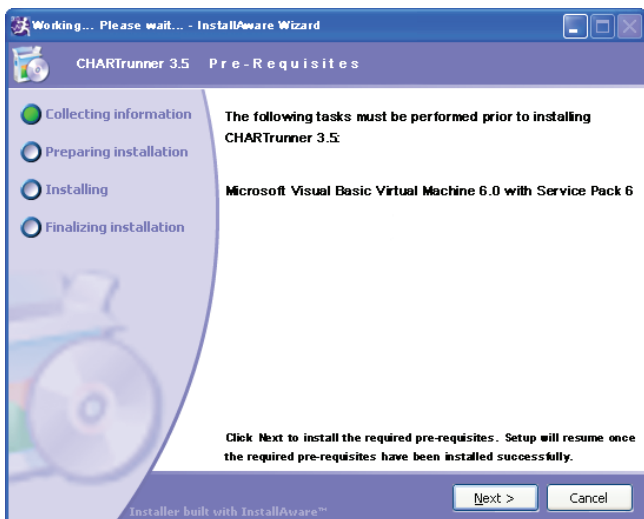 Working... Please wait... - InstallAware Wizard
CHARTrunner 3.5 Pre-Requisites
Collecting information
Preparing installation
Installing
Finalizing installation
The following tasks must be performed prior to installing
CHARTrunner 3.5:
Microsoft Visual Basic Virtual Machine 6.0 with Service Pack 6
Click Next to install the required pre-requisites. Setup will resume once
the required pre-requisites have been installed successfully.
Installer built with InstallAware™
Next >
Cancel